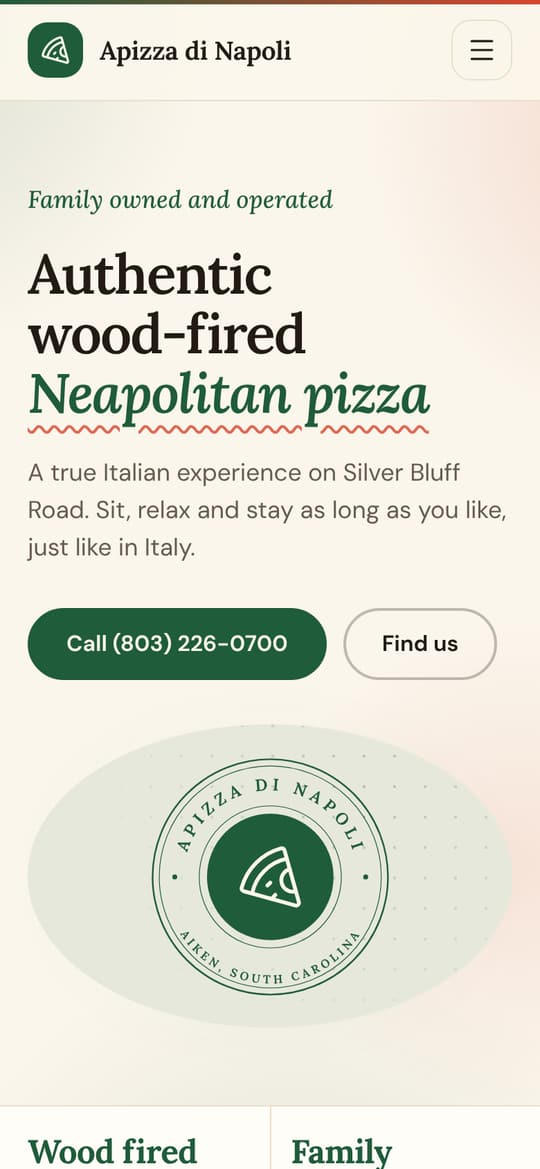 Apizza di Napoli
Family owned and operated
Authentic
wood-fired
Neapolitan pizza
A true Italian experience on Silver Bluff
Road. Sit, relax and stay as long as you like,
just like in Italy.
Call (803) 226-0700
Find us
APIZZA DI NAPOLI
AIKEN, SOUTH CAROLINA
Wood fired
Family